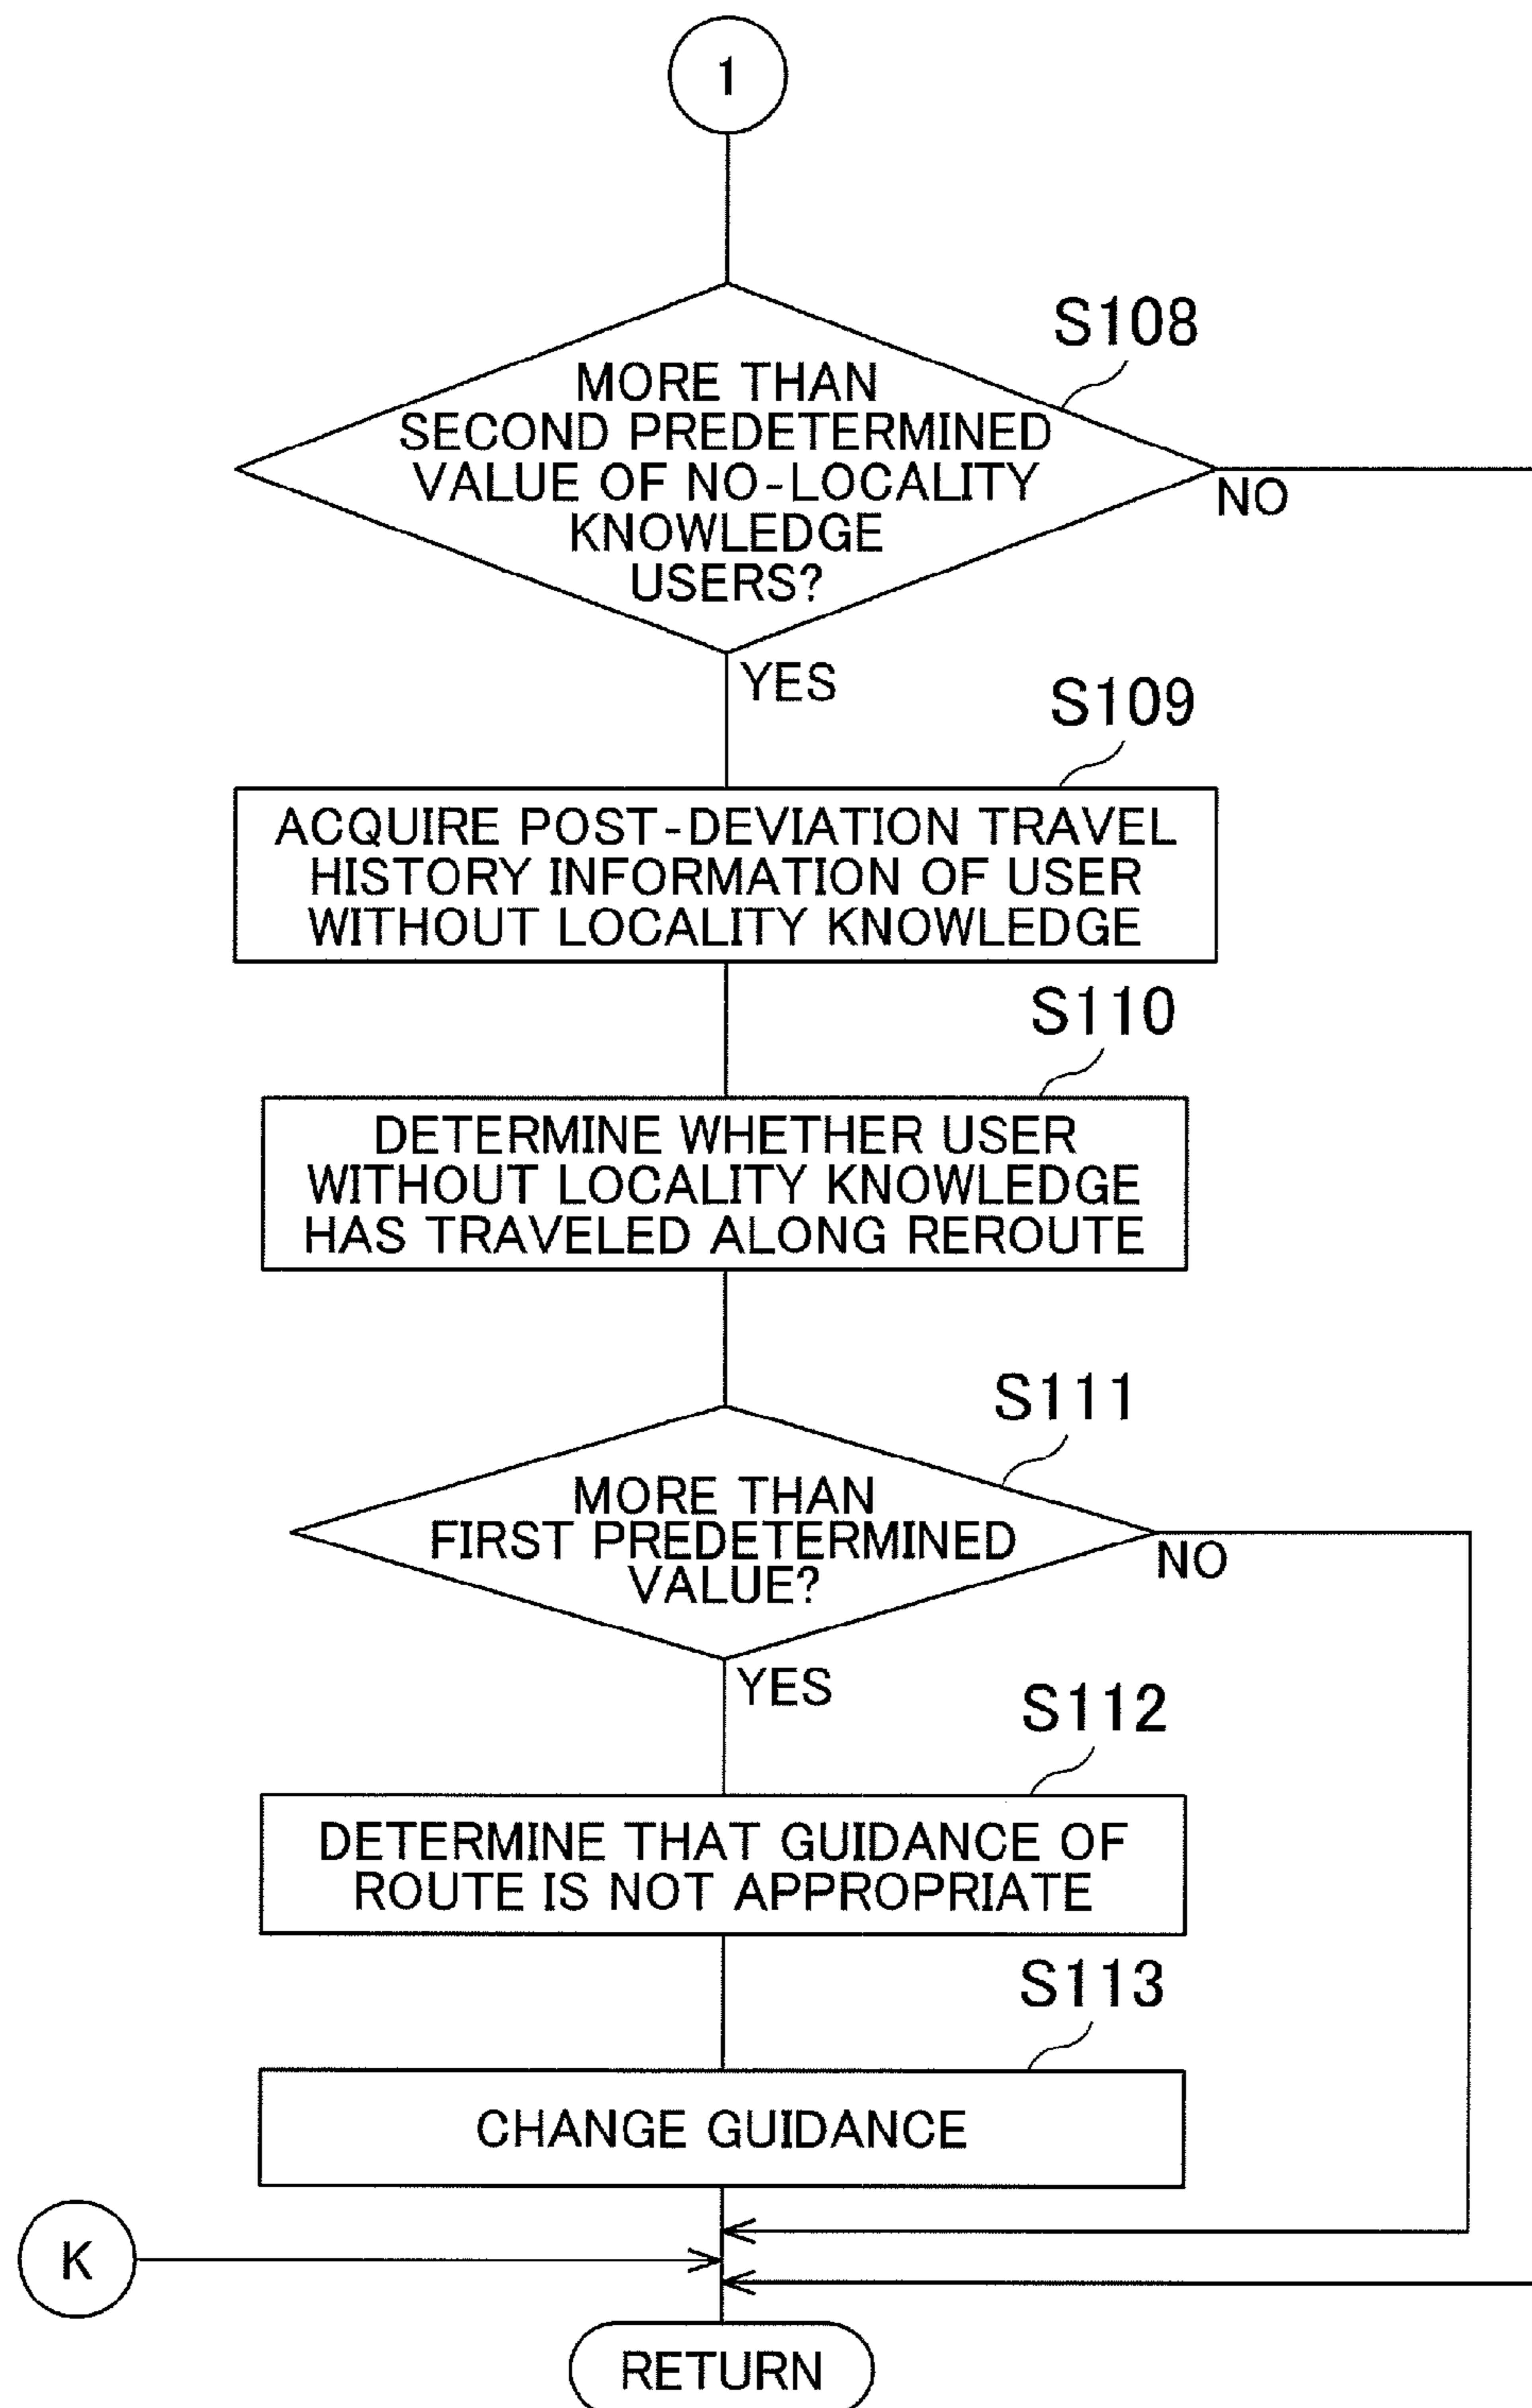 1
S108
MORE THAN
SECOND PREDETERMINED
VALUE OF NO-LOCALITY
KNOWLEDGE
USERS?
NO
YES
S109
ACQUIRE POST-DEVIATION TRAVEL
HISTORY INFORMATION OF USER
WITHOUT LOCALITY KNOWLEDGE
S110
DETERMINE WHETHER USER
WITHOUT LOCALITY KNOWLEDGE
HAS TRAVELED ALONG REROUTE
S111
MORE THAN
FIRST PREDETERMINED
VALUE?
NO
YES
S112
DETERMINE THAT GUIDANCE OF
ROUTE IS NOT APPROPRIATE
S113
CHANGE GUIDANCE
K
RETURN